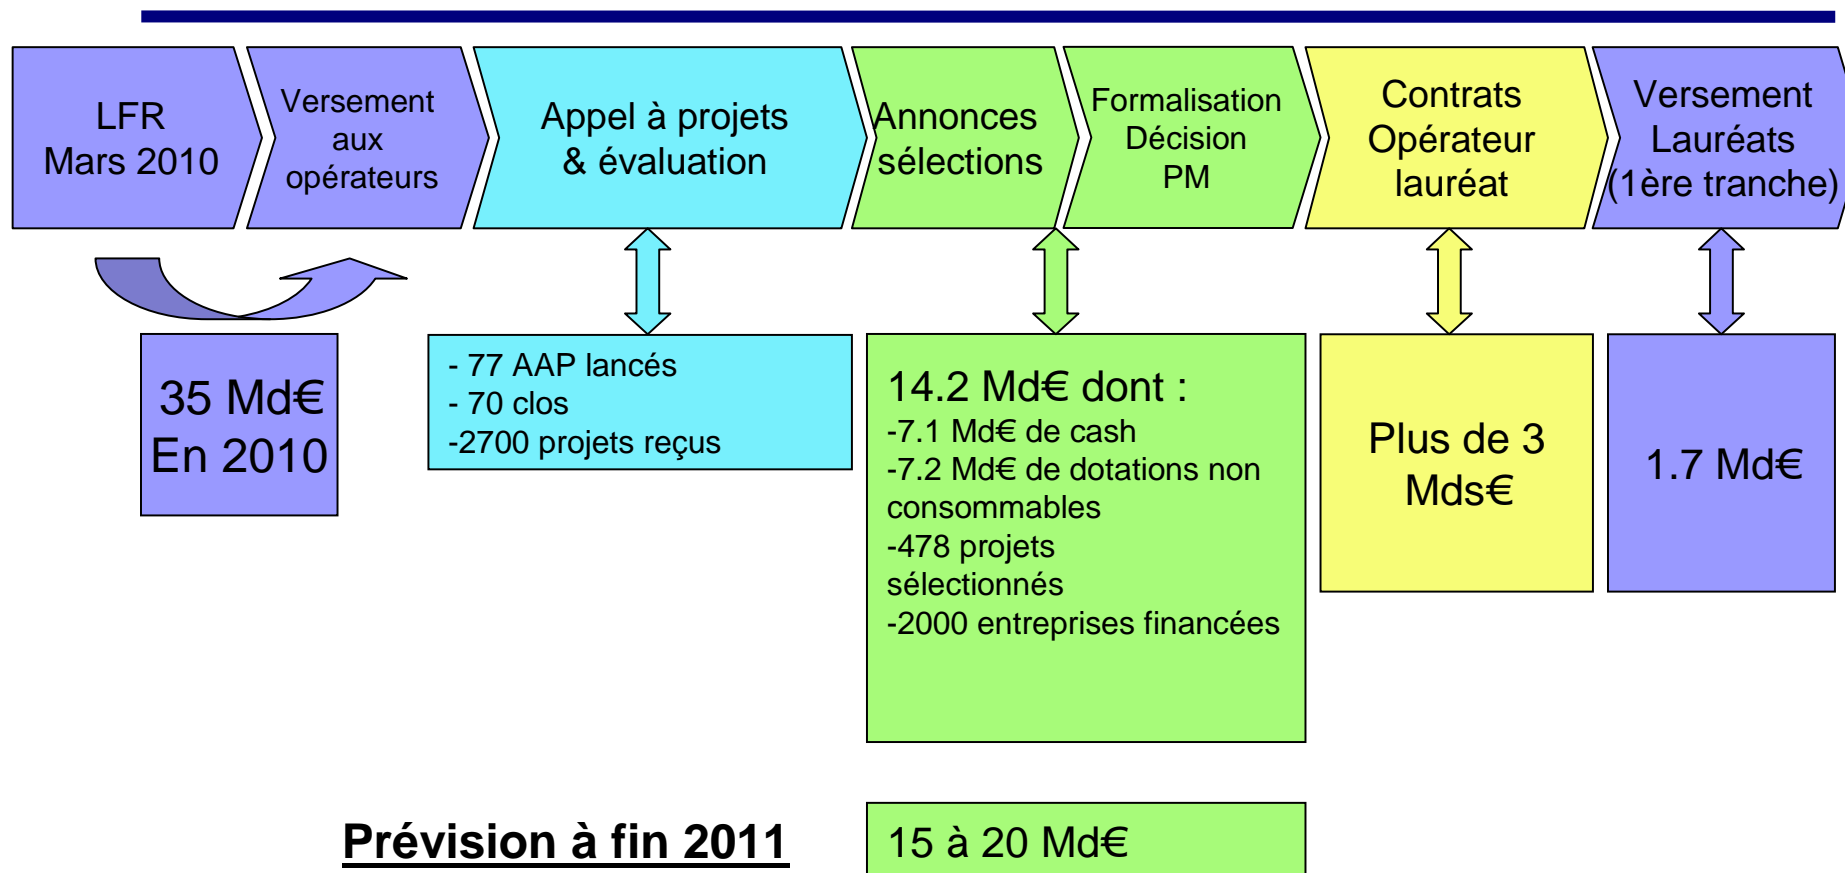 LFR
Mars 2010
Versement
aux
opérateurs
Appel à projets
& évaluation
Annonces
sélections
Formalisation
Décision
PM
Contrats
Opérateur
lauréat
Versement
Lauréats
(1ère tranche)
35 Md€
En 2010
- 77 AAP lancés
- 70 clos
-2700 projets reçus
14.2 Md€ dont :
-7.1 Md€ de cash
-7.2 Md€ de dotations non
consommables
-478 projets
sélectionnés
-2000 entreprises financées
Plus de 3
Mds€
1.7 Md€
Prévision à fin 2011
15 à 20 Md€